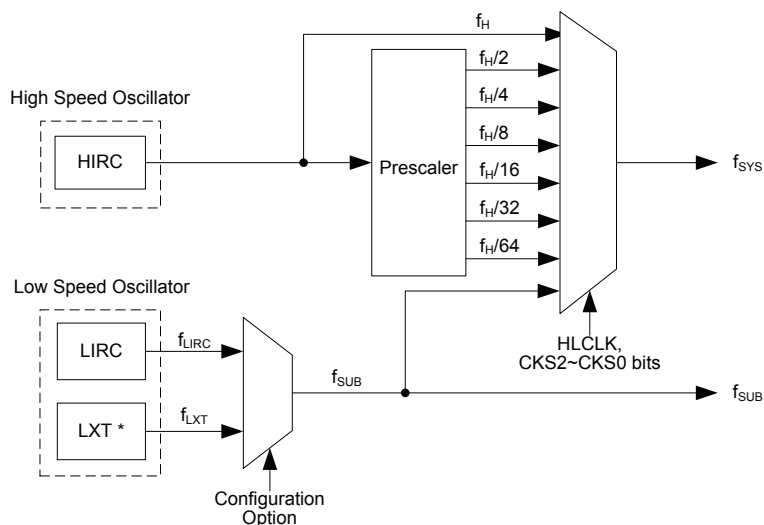 f_H
f_H/2
High Speed Oscillator
f_H/4
HIRC
f_H/8
Prescaler
f_SYS
f_H/16
f_H/32
f_H/64
Low Speed Oscillator
LIRC
f_LIRC
HLCLK,
CKS2~CKS0 bits
f_SUB
f_SUB
LXT *
f_LXT
Configuration
Option